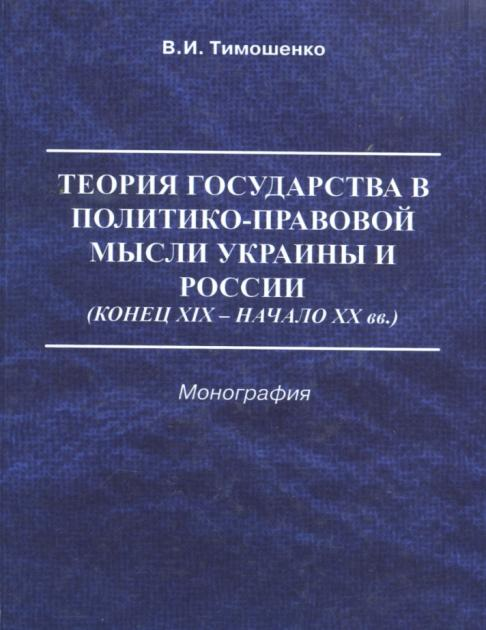 В.И. Тимошенко
ТЕОРИЯ ГОСУДАРСТВА В
ПОЛИТИКО-ПРАВОВОЙ
МЫСЛИ УКРАИНЫ И
РОССИИ
(КОНЕЦ XIX – НАЧАЛО XX вв.)
Монография